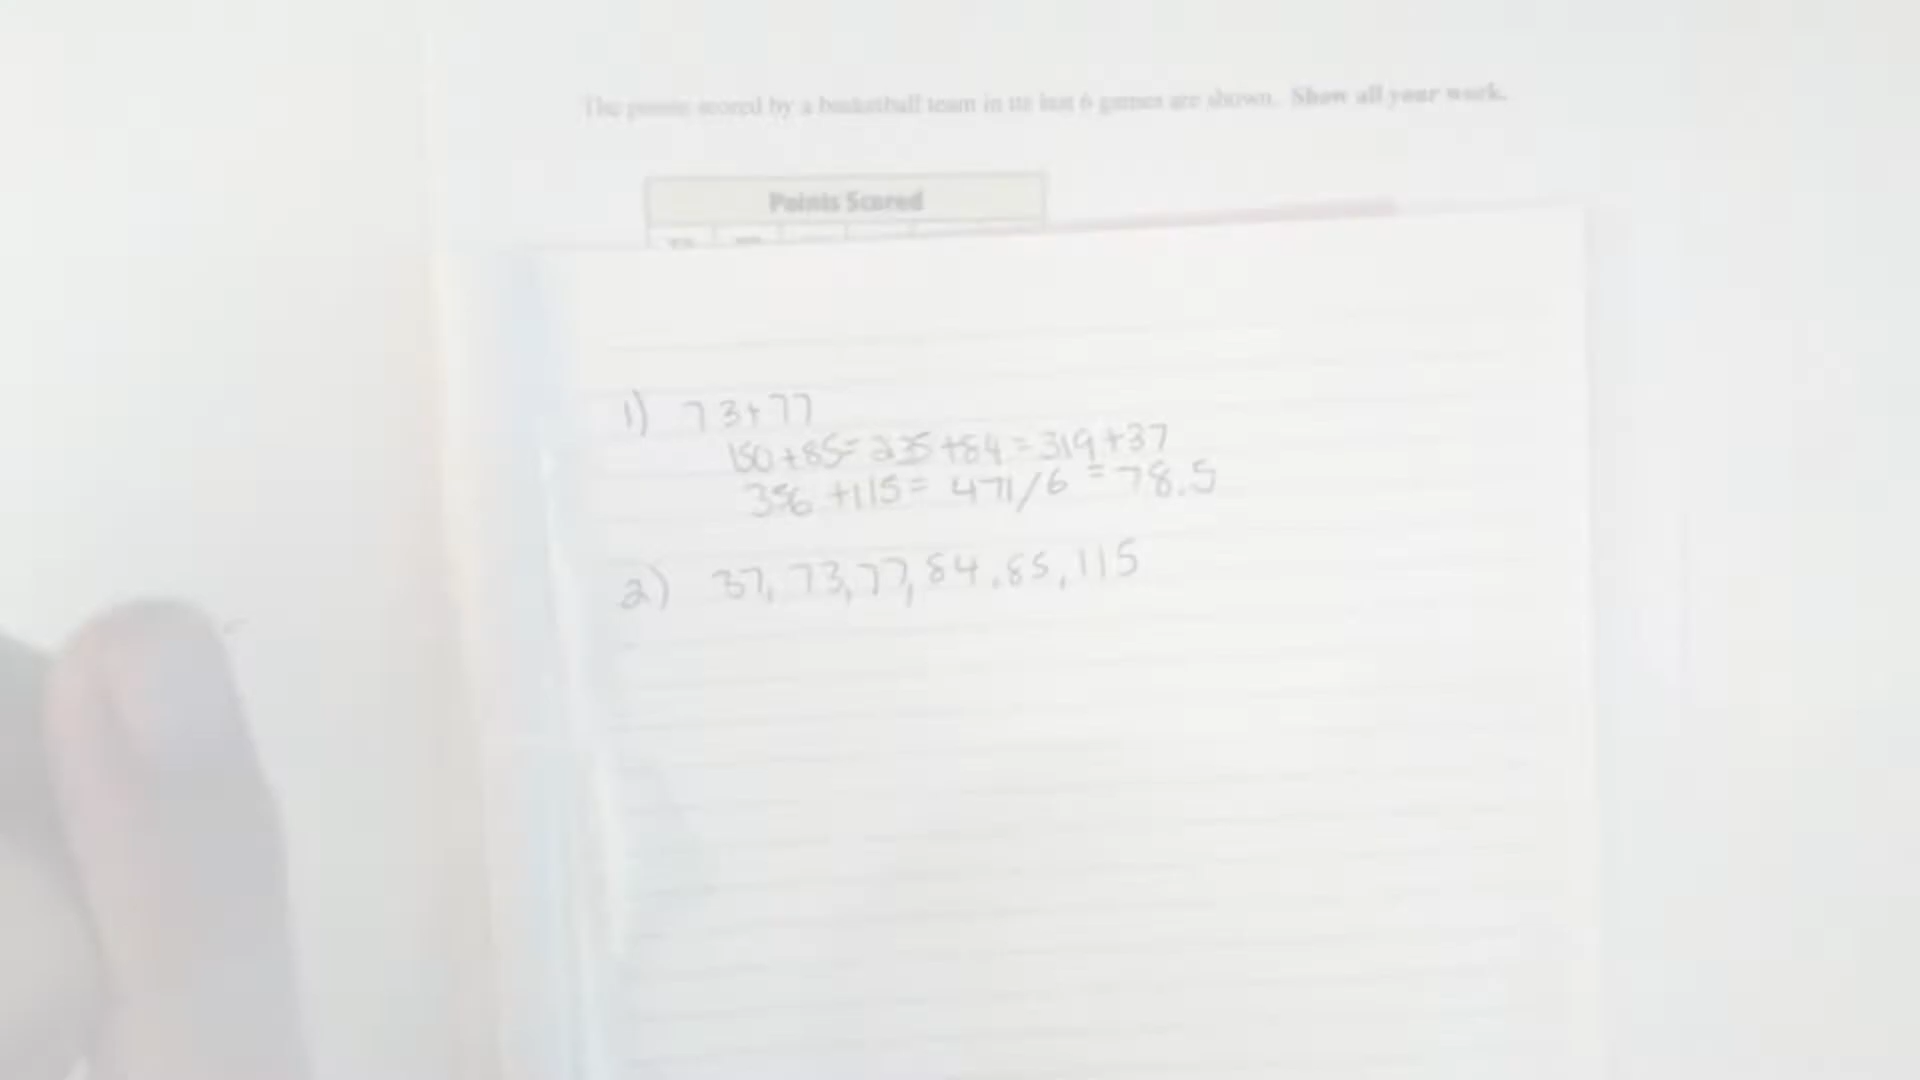 The points scored by a basketball team in its last 6 games are shown. Show all your work.
Points Scored
1) 73+77
150+85=235+84=319+37
356+115= 471/6 =78.5
2) 37, 73, 77, 84, 85, 115